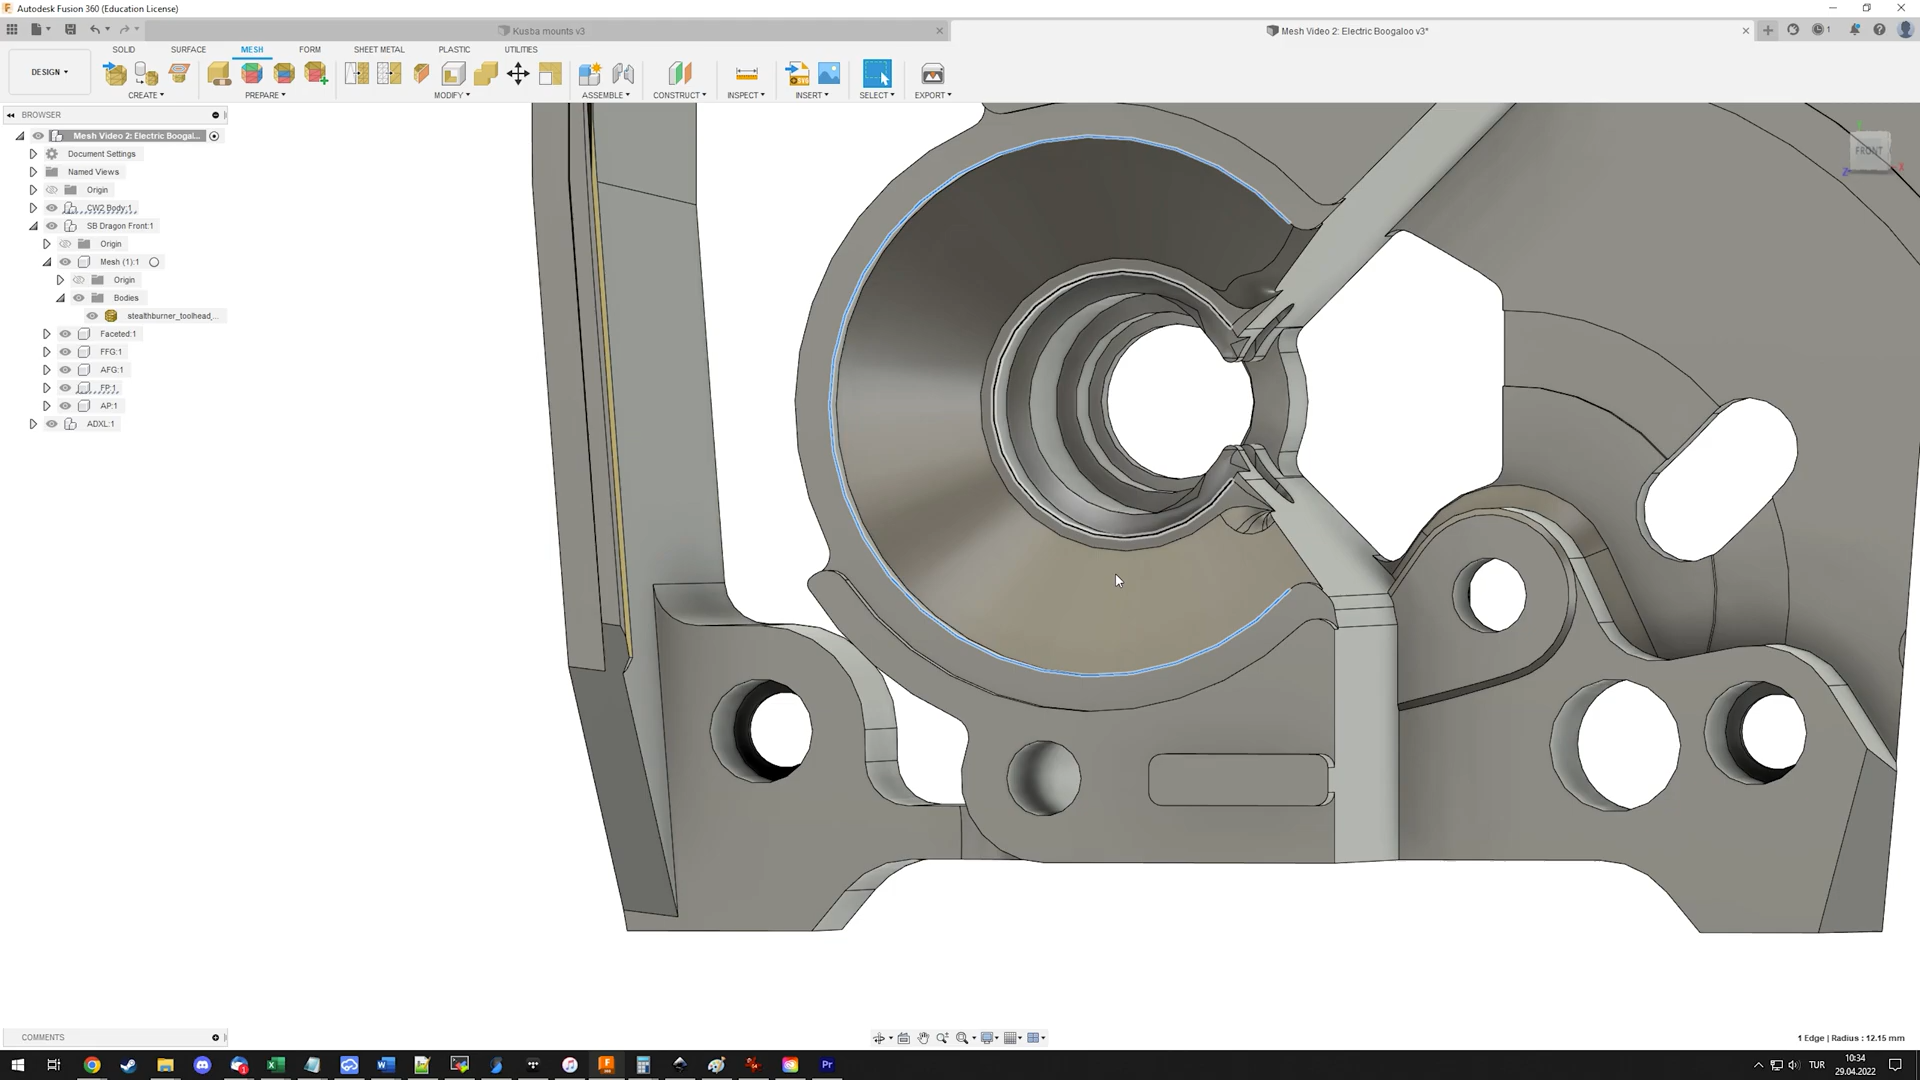 Autodesk Fusion 360 (Education License)
Kusba mounts v3
Mesh Video 2: Electric Boogaloo v3*
1
DESIGN
SOLID
SURFACE
MESH
FORM
SHEET METAL
PLASTIC
UTILITIES
CREATE
PREPARE
MODIFY
ASSEMBLE
CONSTRUCT
INSPECT
INSERT
SELECT
EXPORT
BROWSER
Mesh Video 2: Electric Boogal...
Document Settings
Named Views
Origin
CW2 Body:1
SB Dragon Front:1
Origin
Mesh (1):1
Origin
Bodies
stealthburner_toolhead_...
Faceted:1
FFG:1
AFG:1
FP:1
AP:1
ADXL:1
FRONT
Z
X
COMMENTS
1 Edge | Radius : 12.15 mm
TUR
10:34
29.04.2022